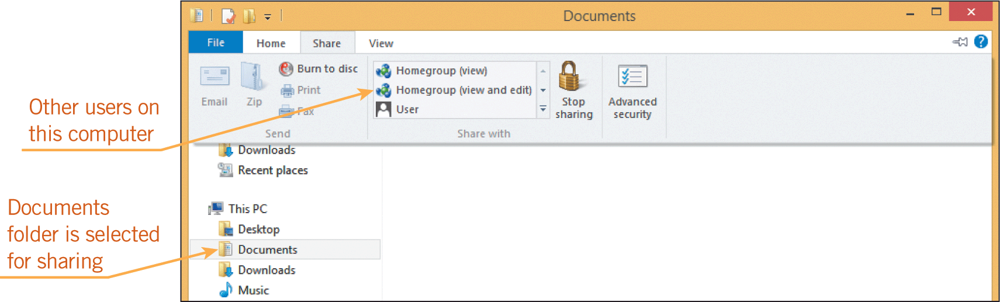 Documents
File Home Share View
Burn to disc
Print
Fax
Email Zip
Send
Homegroup (view)
Homegroup (view and edit)
User
Share with
Stop
sharing
Advanced
security
Other users on
this computer
Downloads
Recent places
This PC
Desktop
Documents
Downloads
Music
Documents
folder is selected
for sharing